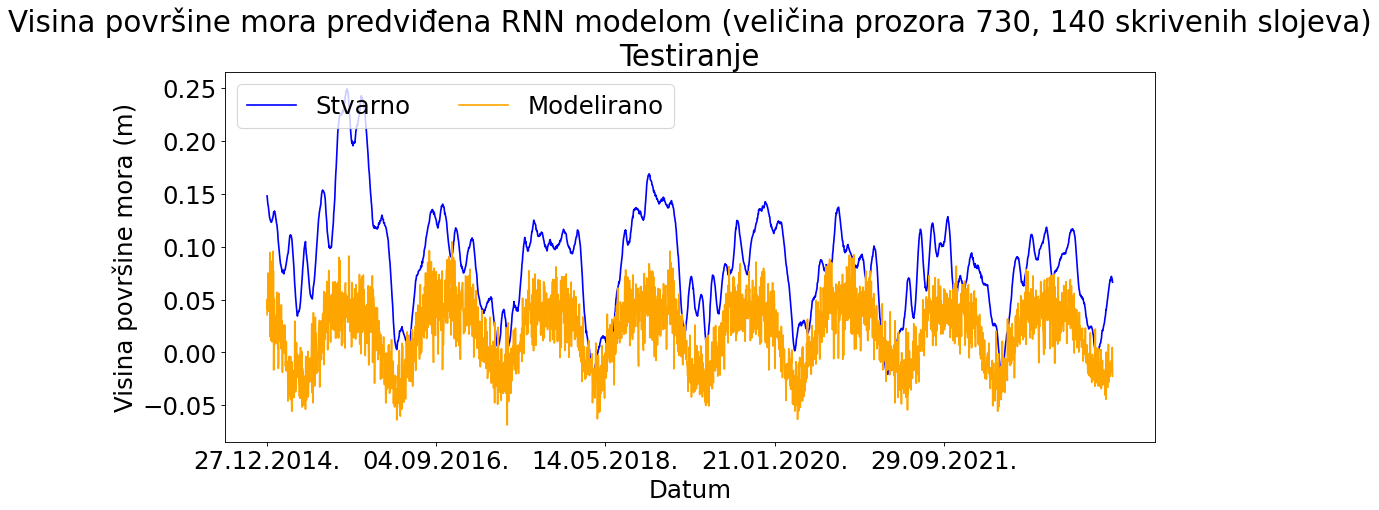 Visina površine mora predviđena RNN modelom (veličina prozora 730, 140 skrivenih slojeva)
Testiranje
Stvarno Modelirano
Visina površine mora (m)
0.25
0.20
0.15
0.10
0.05
0.00
−0.05
27.12.2014. 04.09.2016. 14.05.2018. 21.01.2020. 29.09.2021.
Datum